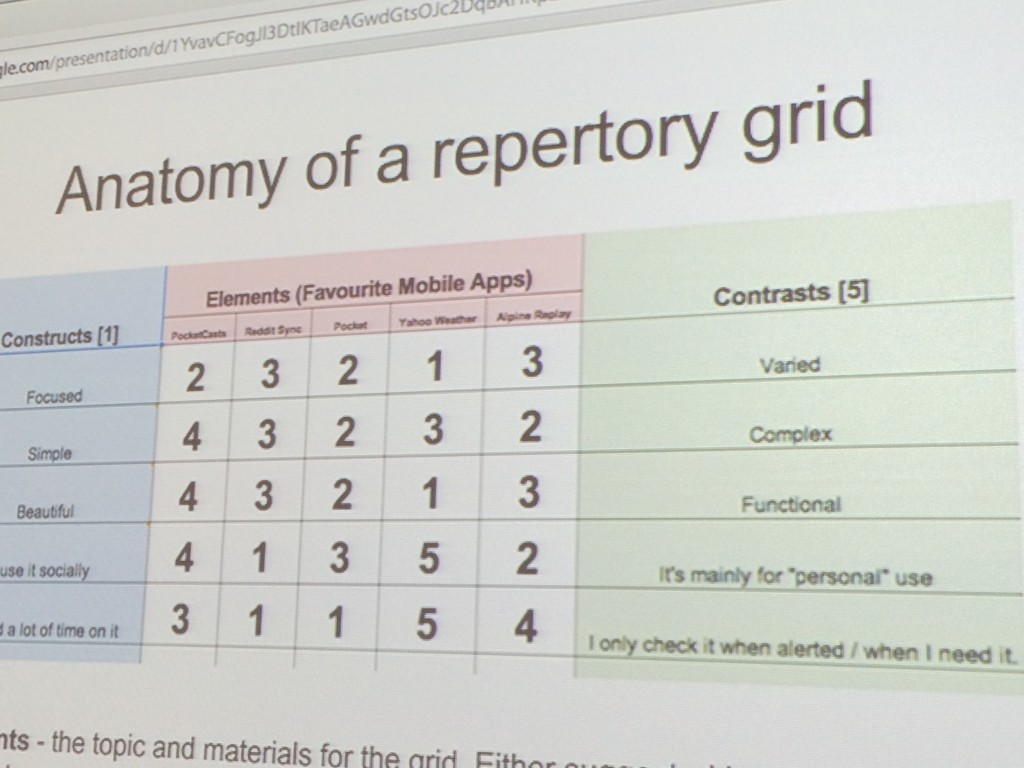 gle.com/presentation/d/1YvavCFogJl3DtIKTaeAGwdGtsOJc2DqBA
Anatomy of a repertory grid
Constructs [1] Elements (Favourite Mobile Apps) Contrasts [5]
PocketCasts Reddit Sync Pocket Yahoo Weather Alpine Replay
Focused 2 3 2 1 3 Varied
Simple 4 3 2 3 2 Complex
Beautiful 4 3 2 1 3 Functional
use it socially 4 1 3 5 2 It's mainly for "personal" use
a lot of time on it 3 1 1 5 4 I only check it when alerted / when I need it.
nts - the topic and materials for the grid. Either